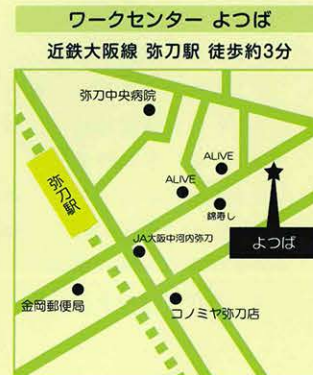 ワークセンター よつば
近鉄大阪線 弥刀駅 徒歩約3分
弥刀中央病院
ALIVE
弥刀駅
ALIVE
錦寿し
よつば
JA大阪中河内弥刀
金岡郵便局
コノミヤ弥刀店